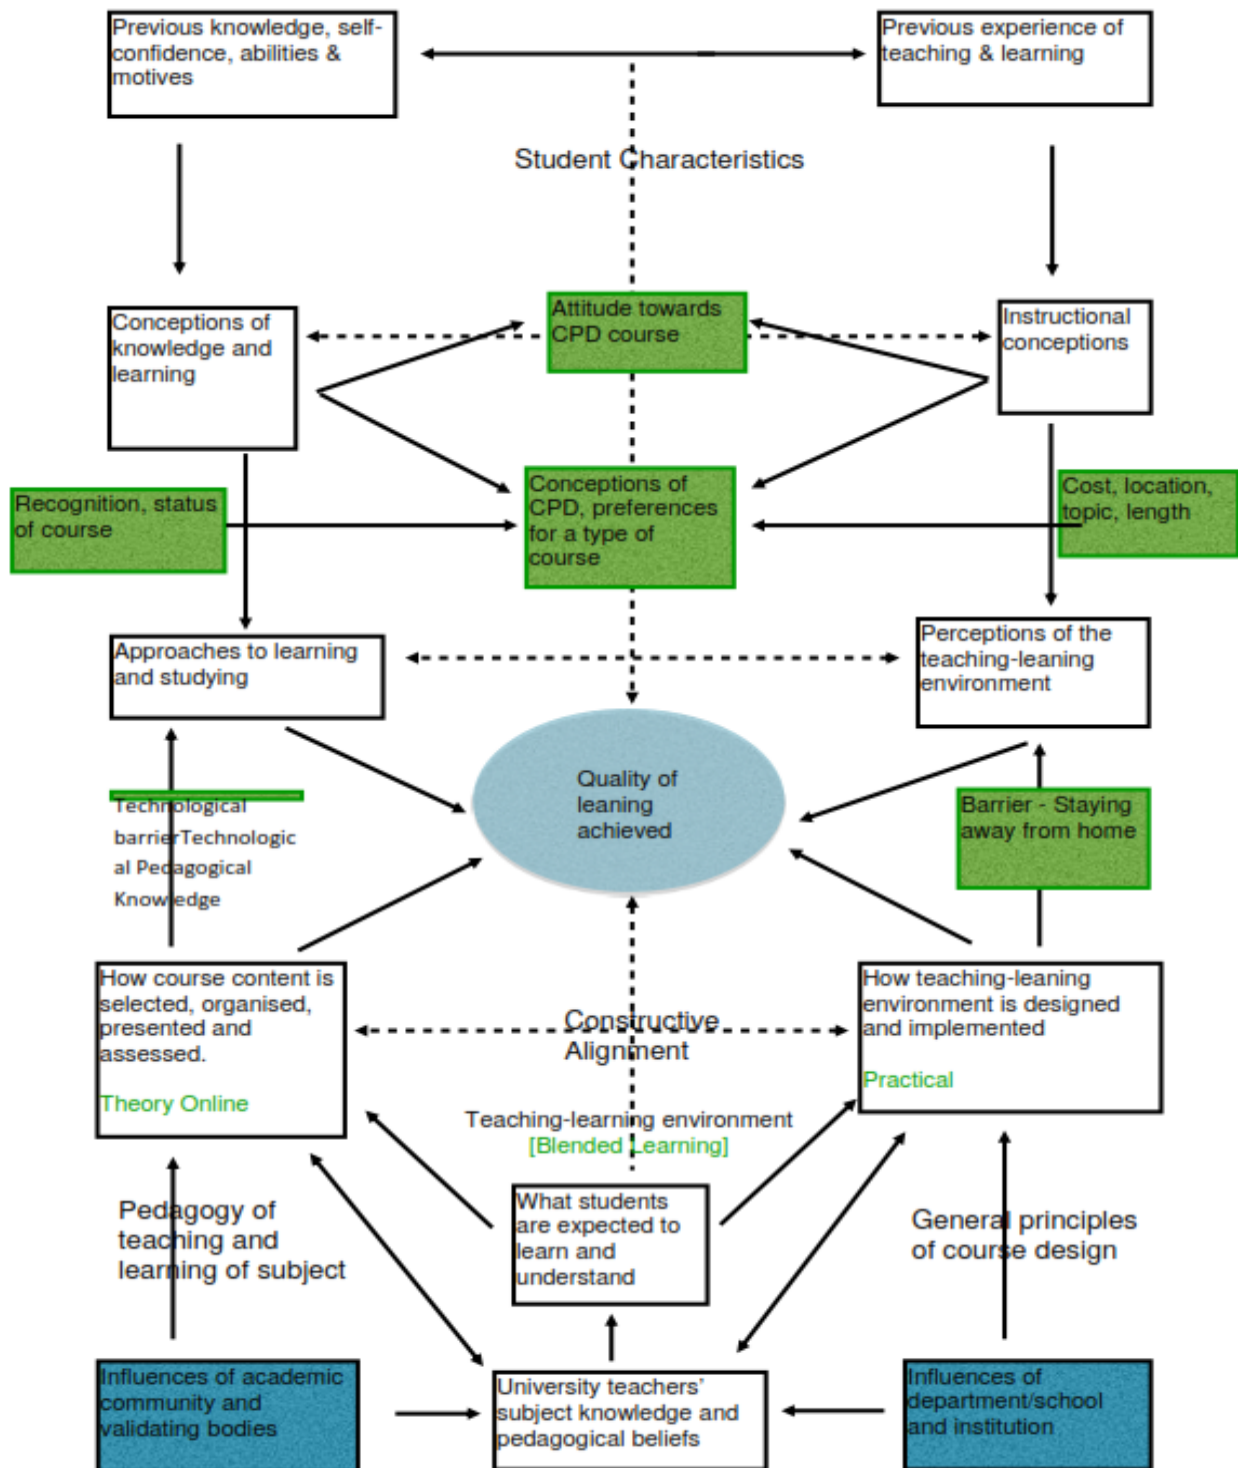 Previous knowledge, self-
confidence, abilities &
motives
Previous experience of
teaching & learning
Student Characteristics
Conceptions of
knowledge and
learning
Attitude towards
CPD course
Instructional
conceptions
Recognition, status
of course
Conceptions of
CPD, preferences
for a type of
course
Cost, location,
topic, length
Approaches to learning
and studying
Perceptions of the
teaching-leaning
environment
Quality of
leaning
achieved
Technological
barrierTechnologic
al Pedagogical
Knowledge
Barrier - Staying
away from home
How course content is
selected, organised,
presented and
assessed.
Theory Online
Constructive
Alignment
How teaching-leaning
environment is designed
and implemented
Practical
Teaching-learning environment
[Blended Learning]
Pedagogy of
teaching and
learning of subject
What students
are expected to
learn and
understand
General principles
of course design
Influences of academic
community and
validating bodies
University teachers'
subject knowledge and
pedagogical beliefs
Influences of
department/school
and institution